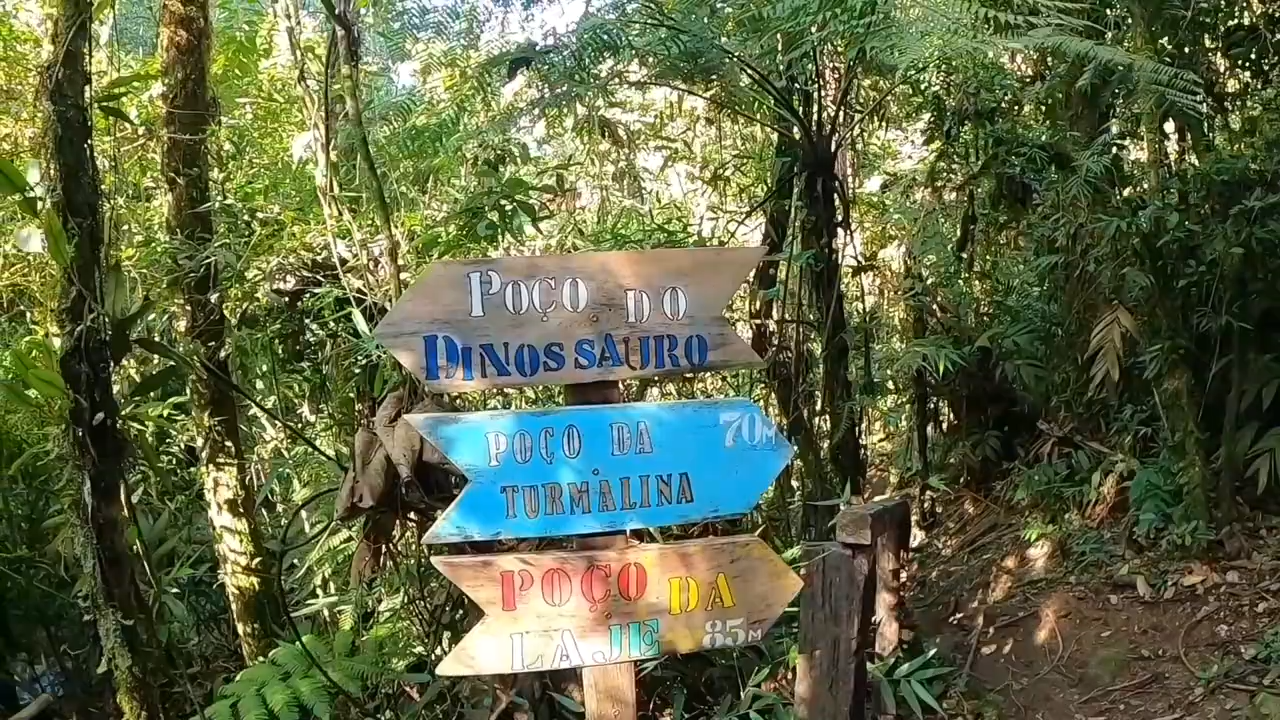 POÇO DO
DINOSSAURO
POÇO DA
70M
TURMALINA
POÇO DA
LAJE 85M